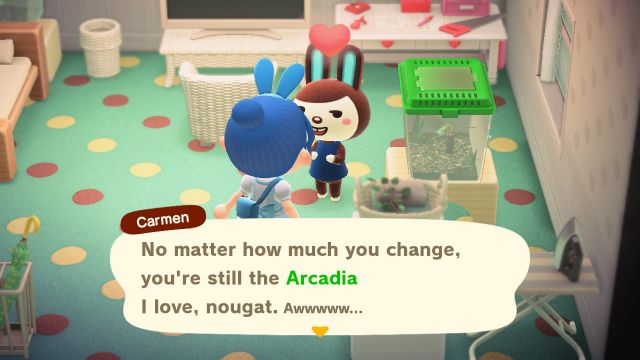 Carmen
No matter how much you change,
you're still the Arcadia
I love, nougat. Awwwww...